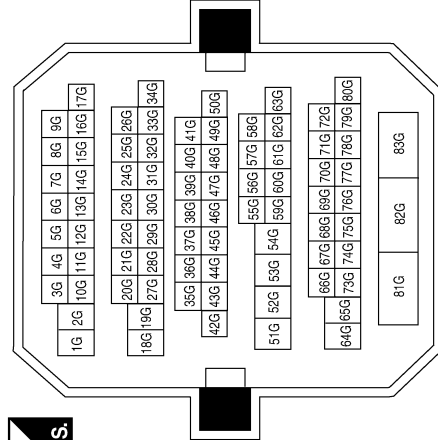 S.
3G 4G 5G 6G 7G 8G 9G
1G 2G
10G 11G 12G 13G 14G 15G 16G 17G
20G 21G 22G 23G 24G 25G 26G
18G 19G
27G 28G 29G 30G 31G 32G 33G 34G
35G 36G 37G 38G 39G 40G 41G
42G 43G 44G 45G 46G 47G 48G 49G 50G
55G 56G 57G 58G
51G 52G 53G 54G
59G 60G 61G 62G 63G
66G 67G 68G 69G 70G 71G 72G
64G 65G
73G 74G 75G 76G 77G 78G 79G 80G
81G 82G 83G